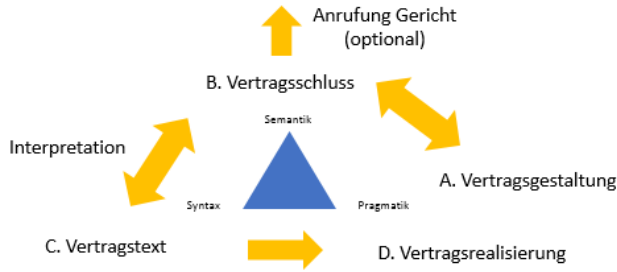 Anrufung Gericht
(optional)
B. Vertragsschluss
Semantik
Interpretation
A. Vertragsgestaltung
Syntax
Pragmatik
C. Vertragstext
D. Vertragsrealisierung